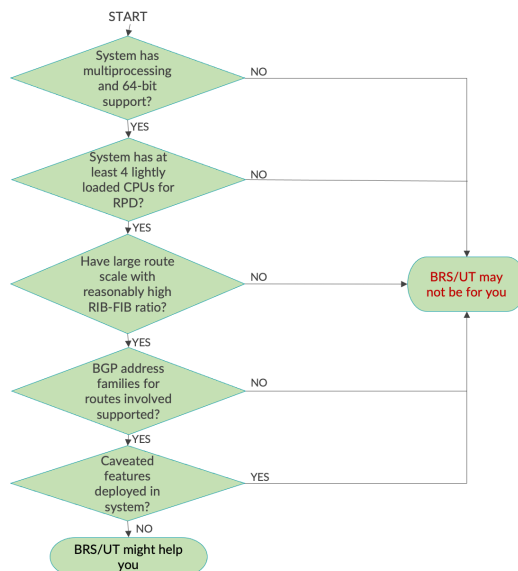 START
System has
multiprocessing
and 64-bit
support?
NO
YES
System has at
least 4 lightly
loaded CPUs for
RPD?
NO
YES
Have large route
scale with
reasonably high
RIB-FIB ratio?
NO
BRS/UT may
not be for you
YES
BGP address
families for
routes involved
supported?
NO
YES
Caveated
features
deployed in
system?
YES
NO
BRS/UT might help
you